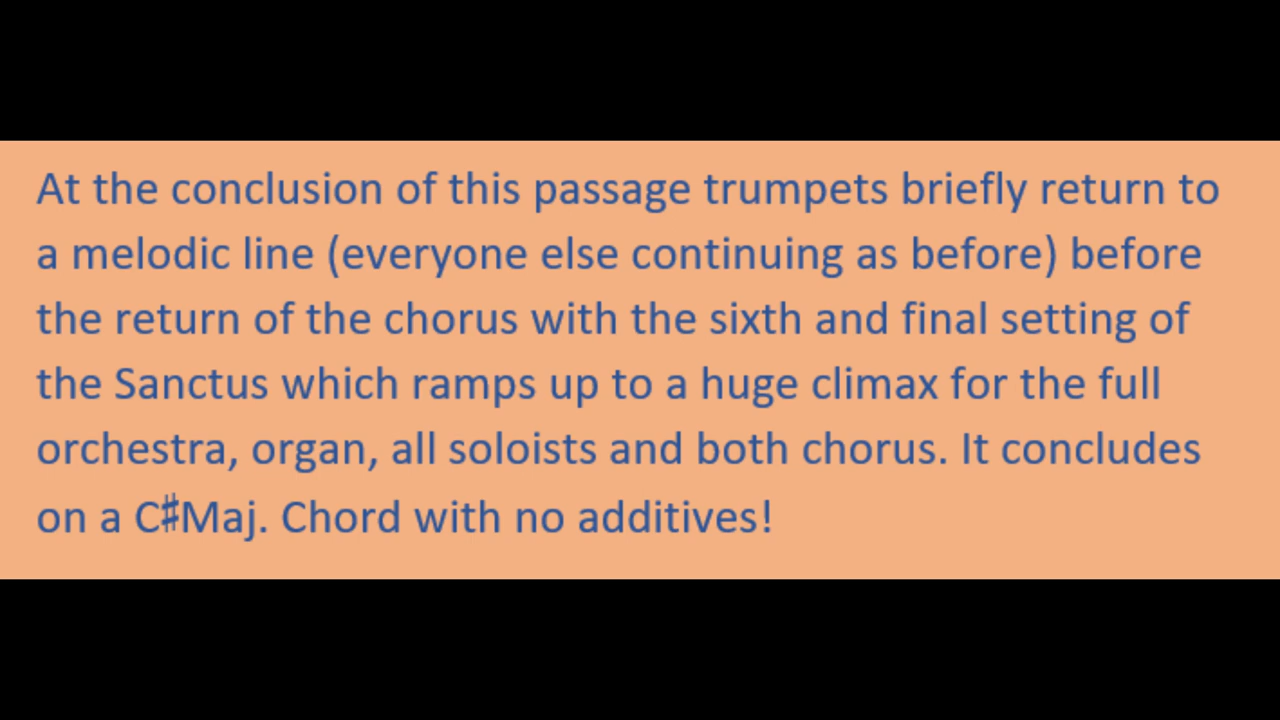 At the conclusion of this passage trumpets briefly return to
a melodic line (everyone else continuing as before) before
the return of the chorus with the sixth and final setting of
the Sanctus which ramps up to a huge climax for the full
orchestra, organ, all soloists and both chorus. It concludes
on a C♯Maj. Chord with no additives!